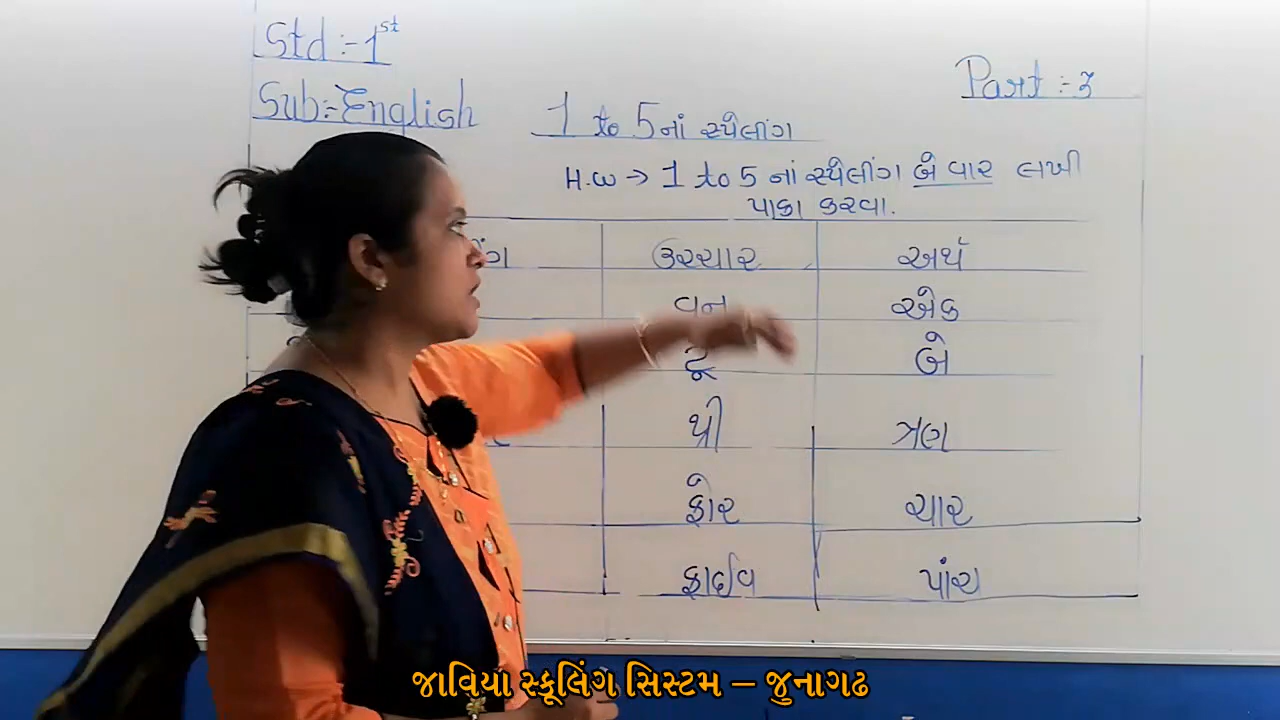 Std :- 1st
Part :- 3
Sub:- English
1 to 5 નાં સ્પેલીંગ
H.W → 1 to 5 નાં સ્પેલીંગ બે વાર લખી
પાકા કરવા.
ઉચ્ચાર અર્થ
વન એક
ટૂ બે
થ્રી ત્રણ
ફોર ચાર
ફાઈવ પાંચ
જાવિયા સ્કૂલિંગ સિસ્ટમ – જુનાગઢ